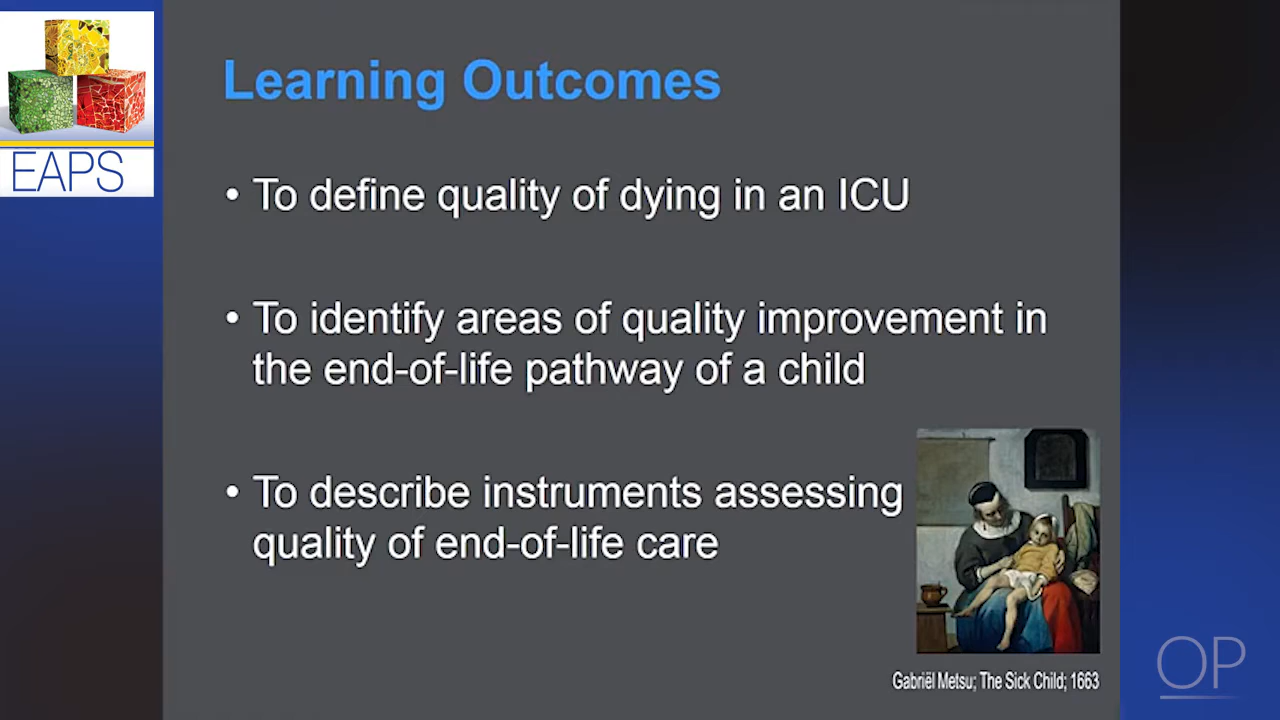 EAPS
Learning Outcomes
• To define quality of dying in an ICU
• To identify areas of quality improvement in
the end-of-life pathway of a child
• To describe instruments assessing
quality of end-of-life care
Gabriël Metsu; The Sick Child; 1663
OP